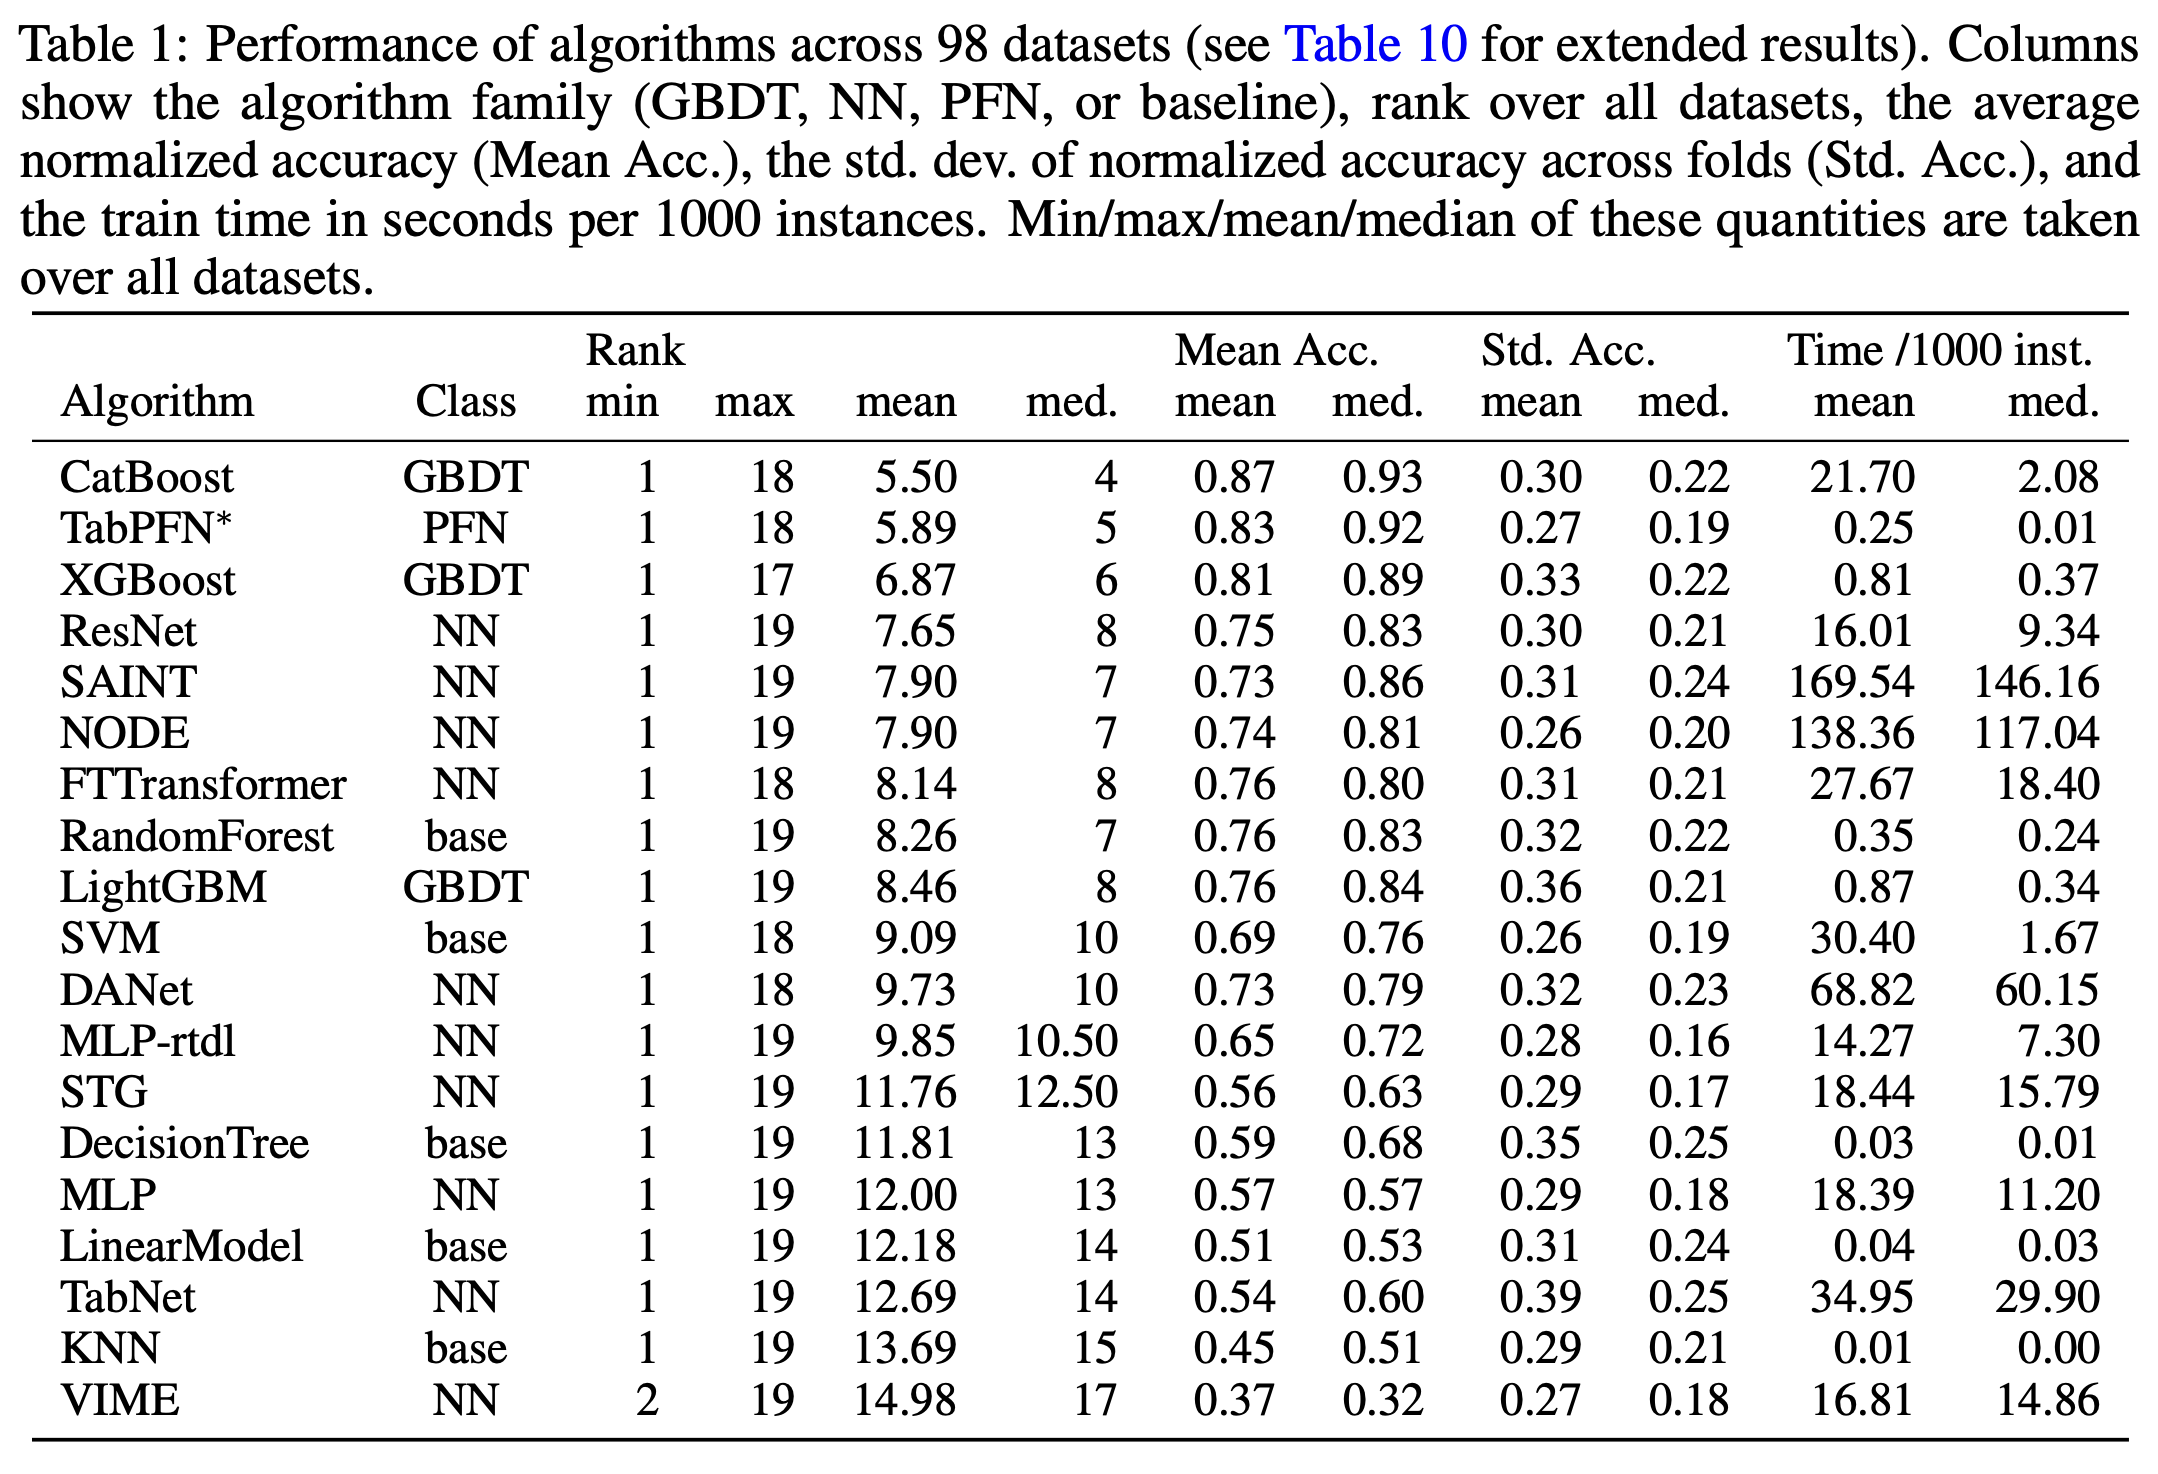 Table 1: Performance of algorithms across 98 datasets (see Table 10 for extended results). Columns
show the algorithm family (GBDT, NN, PFN, or baseline), rank over all datasets, the average
normalized accuracy (Mean Acc.), the std. dev. of normalized accuracy across folds (Std. Acc.), and
the train time in seconds per 1000 instances. Min/max/mean/median of these quantities are taken
over all datasets.
Rank Mean Acc. Std. Acc. Time /1000 inst.
Algorithm Class min max mean med. mean med. mean med. mean med.
CatBoost GBDT 1 18 5.50 4 0.87 0.93 0.30 0.22 21.70 2.08
TabPFN* PFN 1 18 5.89 5 0.83 0.92 0.27 0.19 0.25 0.01
XGBoost GBDT 1 17 6.87 6 0.81 0.89 0.33 0.22 0.81 0.37
ResNet NN 1 19 7.65 8 0.75 0.83 0.30 0.21 16.01 9.34
SAINT NN 1 19 7.90 7 0.73 0.86 0.31 0.24 169.54 146.16
NODE NN 1 19 7.90 7 0.74 0.81 0.26 0.20 138.36 117.04
FTTransformer NN 1 18 8.14 8 0.76 0.80 0.31 0.21 27.67 18.40
RandomForest base 1 19 8.26 7 0.76 0.83 0.32 0.22 0.35 0.24
LightGBM GBDT 1 19 8.46 8 0.76 0.84 0.36 0.21 0.87 0.34
SVM base 1 18 9.09 10 0.69 0.76 0.26 0.19 30.40 1.67
DANet NN 1 18 9.73 10 0.73 0.79 0.32 0.23 68.82 60.15
MLP-rtdl NN 1 19 9.85 10.50 0.65 0.72 0.28 0.16 14.27 7.30
STG NN 1 19 11.76 12.50 0.56 0.63 0.29 0.17 18.44 15.79
DecisionTree base 1 19 11.81 13 0.59 0.68 0.35 0.25 0.03 0.01
MLP NN 1 19 12.00 13 0.57 0.57 0.29 0.18 18.39 11.20
LinearModel base 1 19 12.18 14 0.51 0.53 0.31 0.24 0.04 0.03
TabNet NN 1 19 12.69 14 0.54 0.60 0.39 0.25 34.95 29.90
KNN base 1 19 13.69 15 0.45 0.51 0.29 0.21 0.01 0.00
VIME NN 2 19 14.98 17 0.37 0.32 0.27 0.18 16.81 14.86